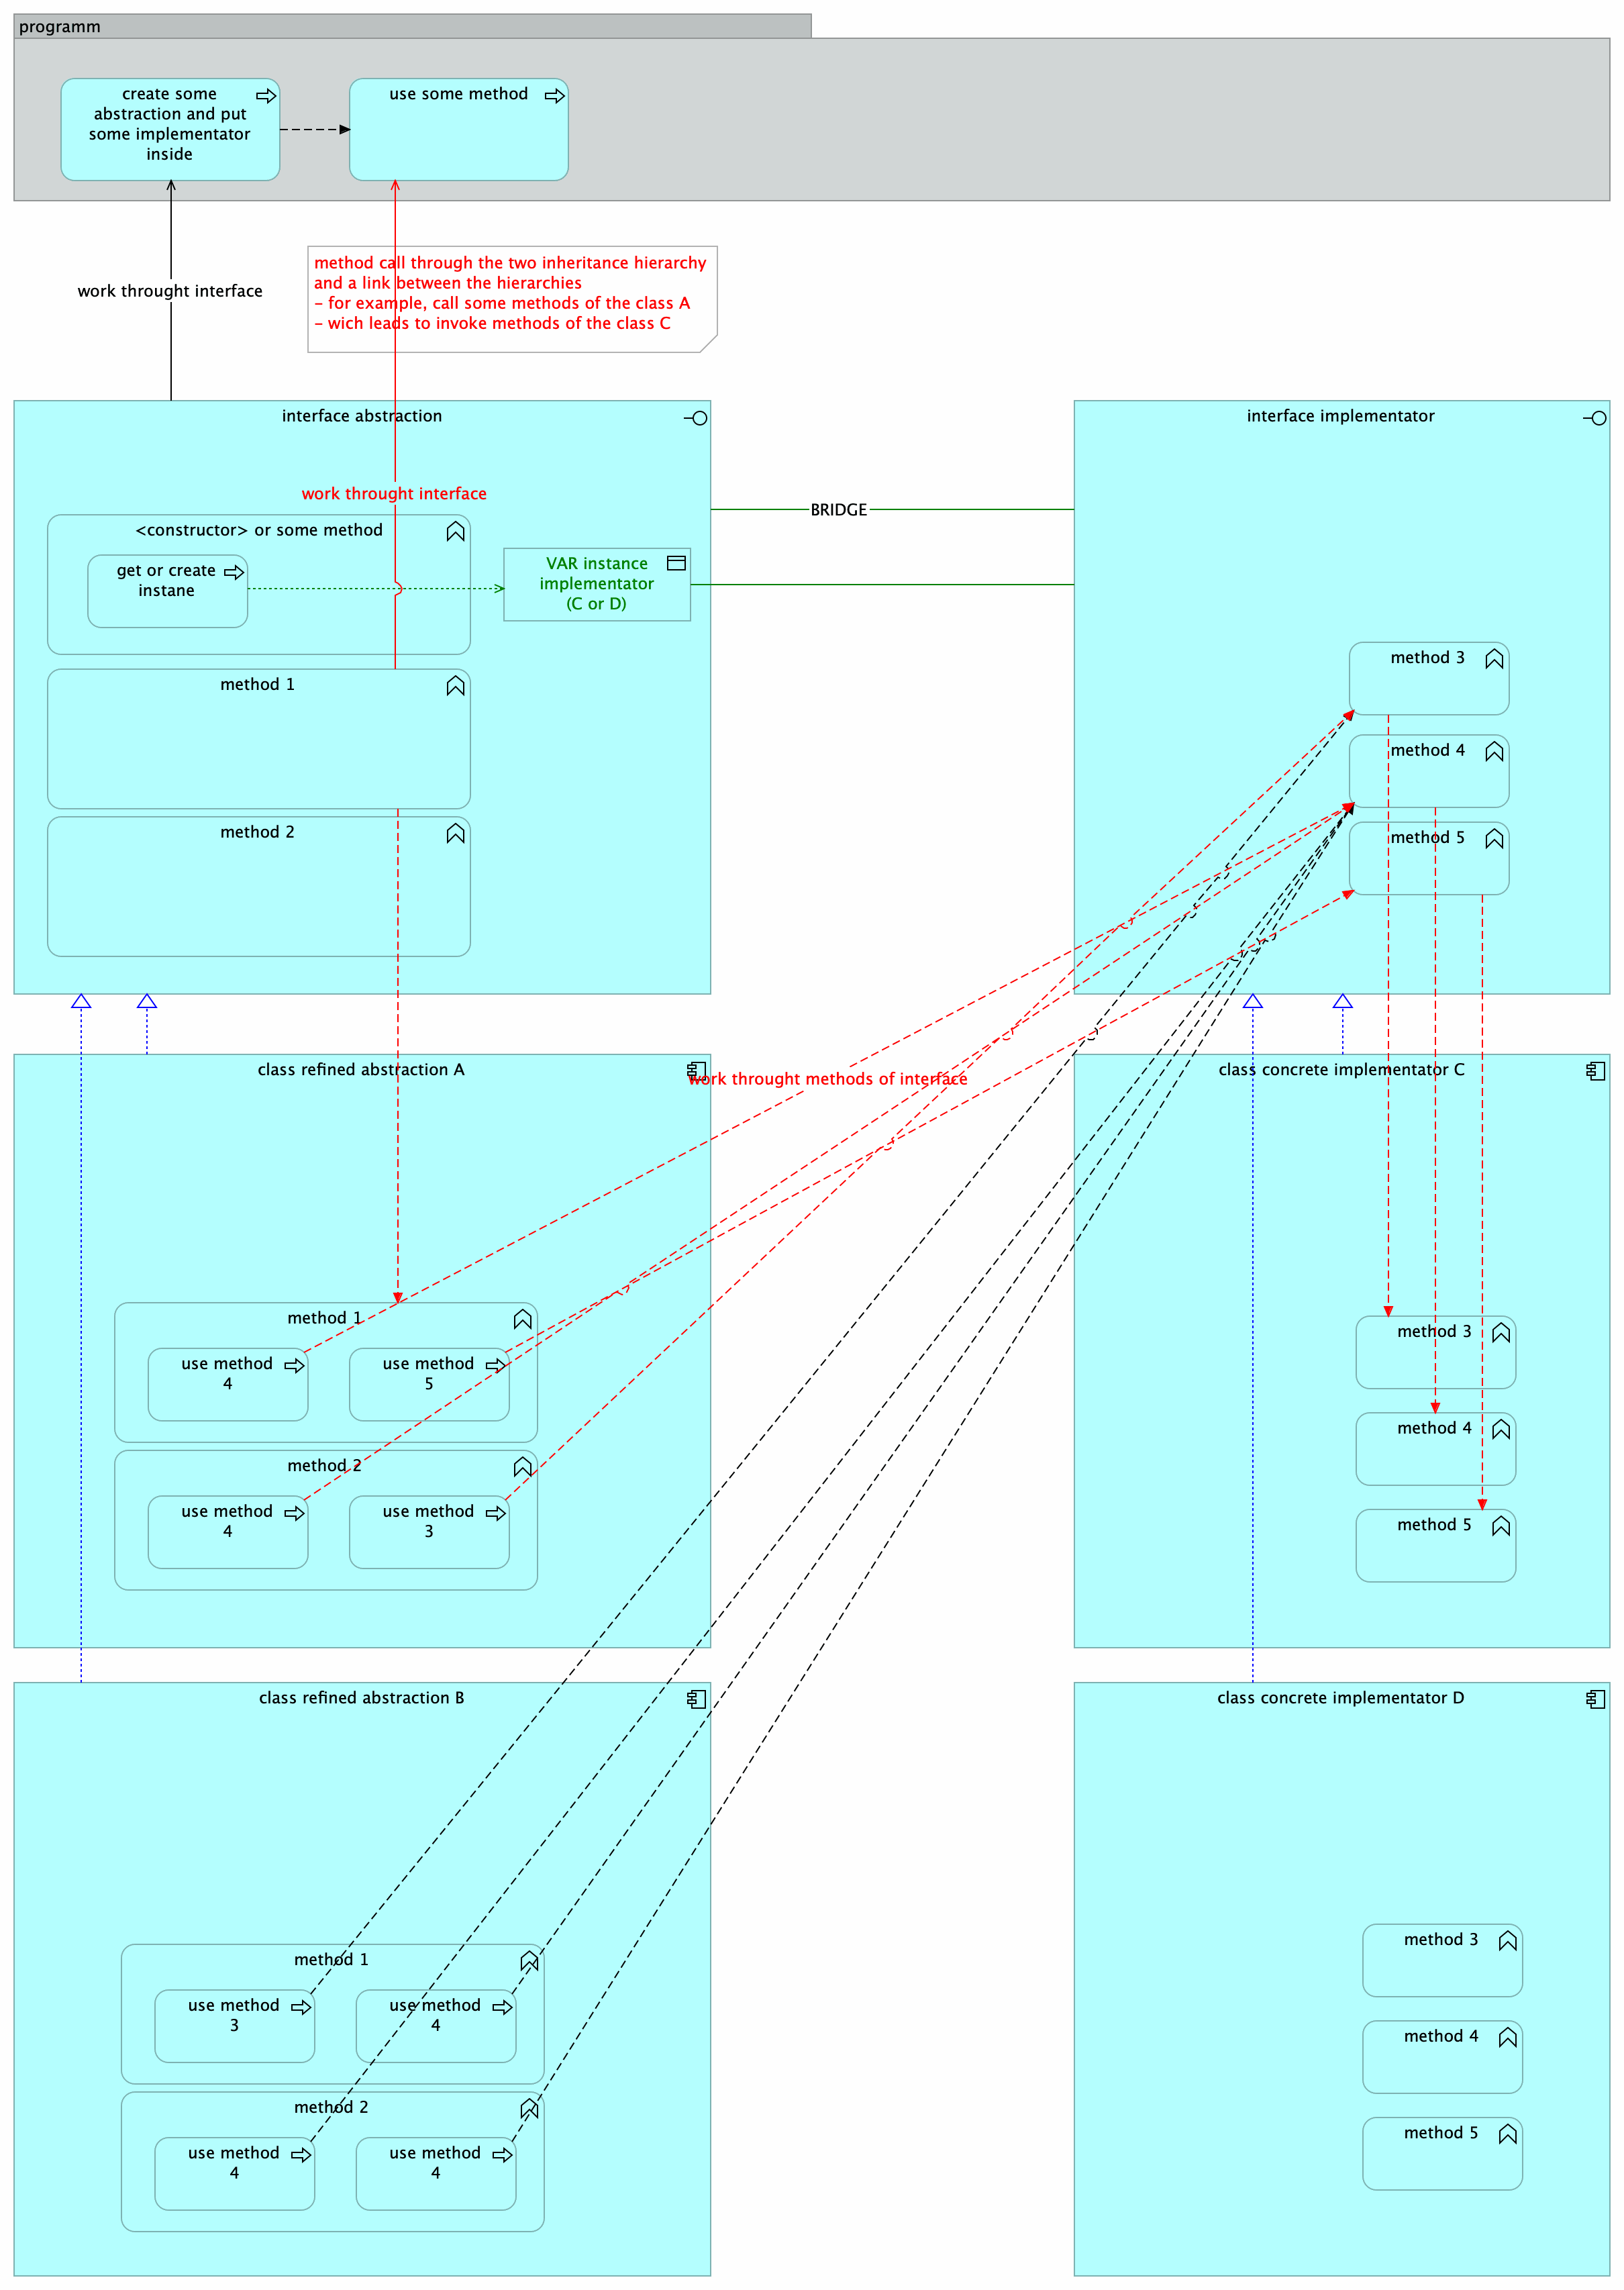 programm
create some
abstraction and put
some implementator
inside
use some method
work throught interface
method call through the two inheritance hierarchy
and a link between the hierarchies
- for example, call some methods of the class A
- wich leads to invoke methods of the class C
interface abstraction
work throught interface
<constructor> or some method
get or create
instane
VAR instance
implementator
(C or D)
method 1
method 2
BRIDGE
interface implementator
method 3
method 4
method 5
class refined abstraction A
work throught methods of interface
method 1
use method
4
use method
5
method 2
use method
4
use method
3
class concrete implementator C
method 3
method 4
method 5
class refined abstraction B
method 1
use method
3
use method
4
method 2
use method
4
use method
4
class concrete implementator D
method 3
method 4
method 5